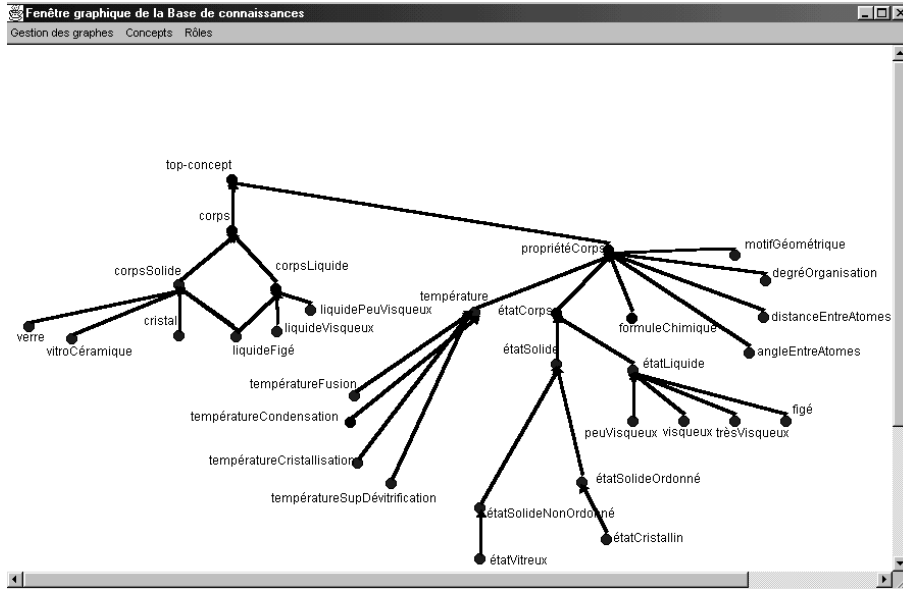 Fenêtre graphique de la Base de connaissances
Gestion des graphes Concepts Rôles
top-concept
corps
propriétéCorps
motifGéométrique
corpsSolide
corpsLiquide
degréOrganisation
température
liquidePeuVisqueux
étatCorps
distanceEntreAtomes
cristal
liquideVisqueux
formuleChimique
verre
vitroCéramique
liquideFigé
étatSolide
angleEntreAtomes
étatLiquide
températureFusion
figé
températureCondensation
peuVisqueux
visqueux
trèsVisqueux
températureCristallisation
étatSolideOrdonné
températureSupDévitrification
étatSolideNonOrdonné
étatCristallin
étatVitreux